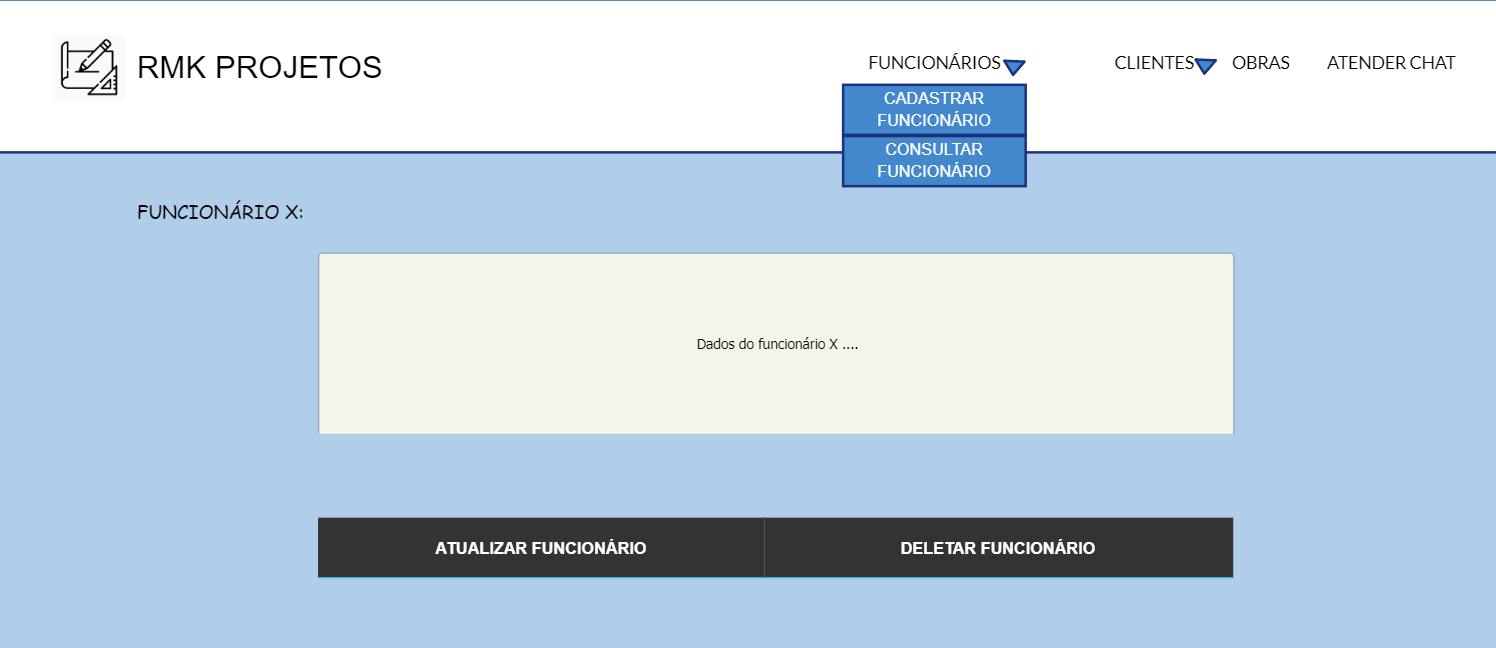 RMK PROJETOS
FUNCIONÁRIOS
CLIENTES
OBRAS
ATENDER CHAT
CADASTRAR
FUNCIONÁRIO
CONSULTAR
FUNCIONÁRIO
FUNCIONÁRIO X:
Dados do funcionário X ....
ATUALIZAR FUNCIONÁRIO
DELETAR FUNCIONÁRIO